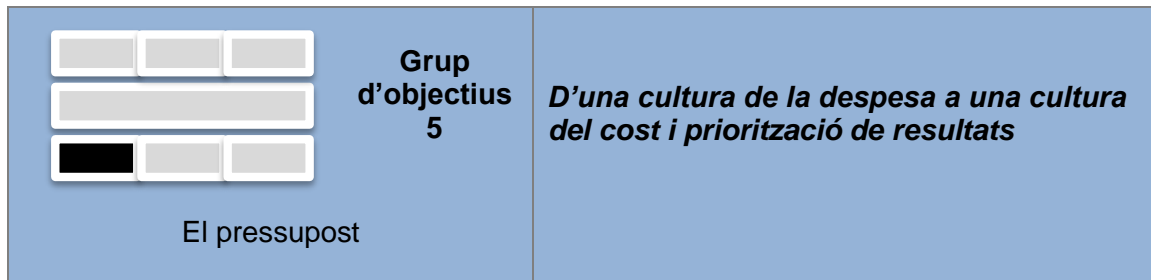 Grup
d’objectius
5
El pressupost
D’una cultura de la despesa a una cultura
del cost i priorització de resultats